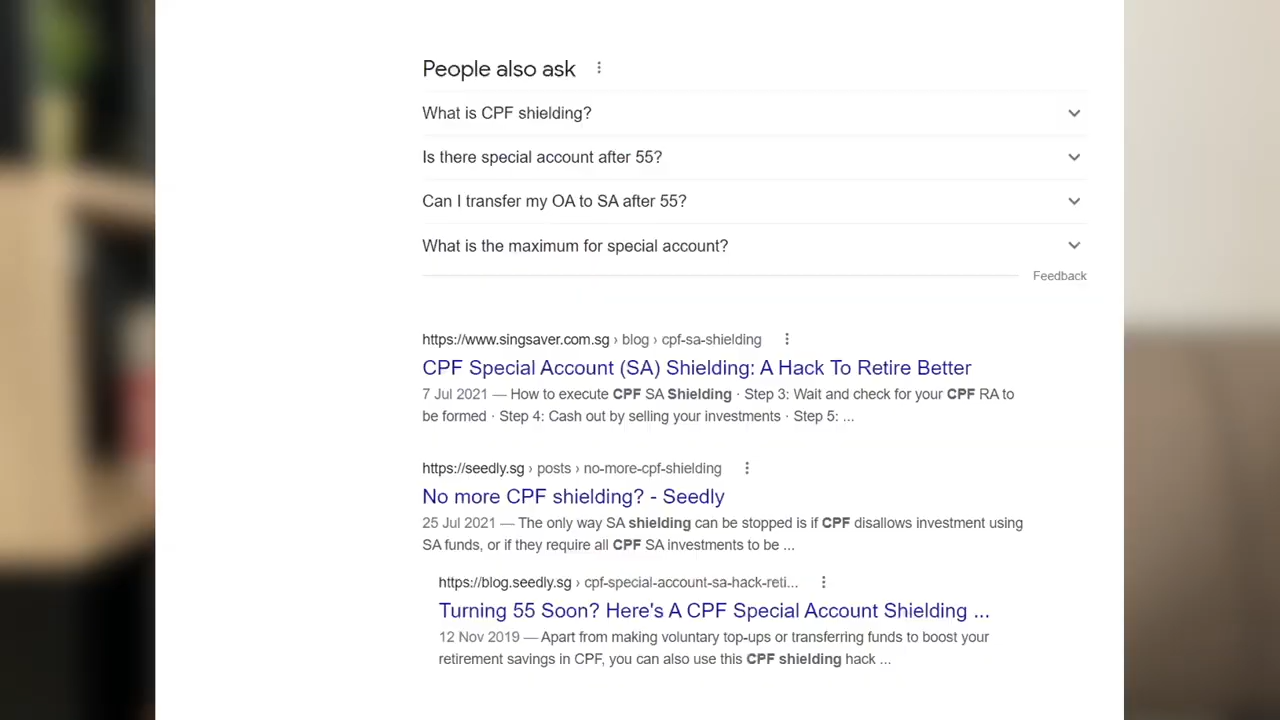 People also ask
What is CPF shielding?
Is there special account after 55?
Can I transfer my OA to SA after 55?
What is the maximum for special account?
Feedback
https://www.singsaver.com.sg › blog › cpf-sa-shielding
CPF Special Account (SA) Shielding: A Hack To Retire Better
7 Jul 2021 — How to execute CPF SA Shielding · Step 3: Wait and check for your CPF RA to
be formed · Step 4: Cash out by selling your investments · Step 5: ...
https://seedly.sg › posts › no-more-cpf-shielding
No more CPF shielding? - Seedly
25 Jul 2021 — The only way SA shielding can be stopped is if CPF disallows investment using
SA funds, or if they require all CPF SA investments to be ...
https://blog.seedly.sg › cpf-special-account-sa-hack-reti...
Turning 55 Soon? Here's A CPF Special Account Shielding ...
12 Nov 2019 — Apart from making voluntary top-ups or transferring funds to boost your
retirement savings in CPF, you can also use this CPF shielding hack ...